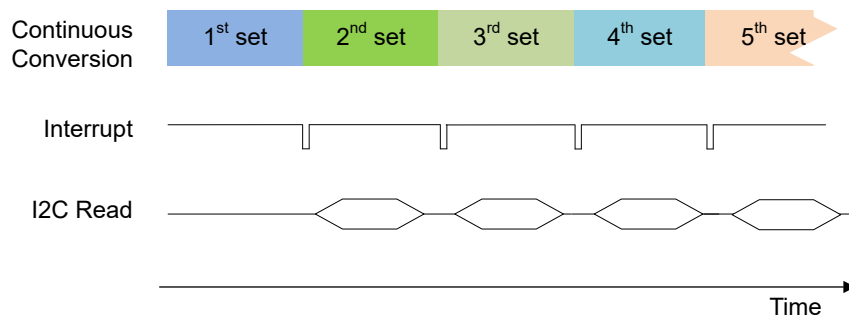 Continuous
Conversion
1st set
2nd set
3rd set
4th set
5th set
Interrupt
I2C Read
Time